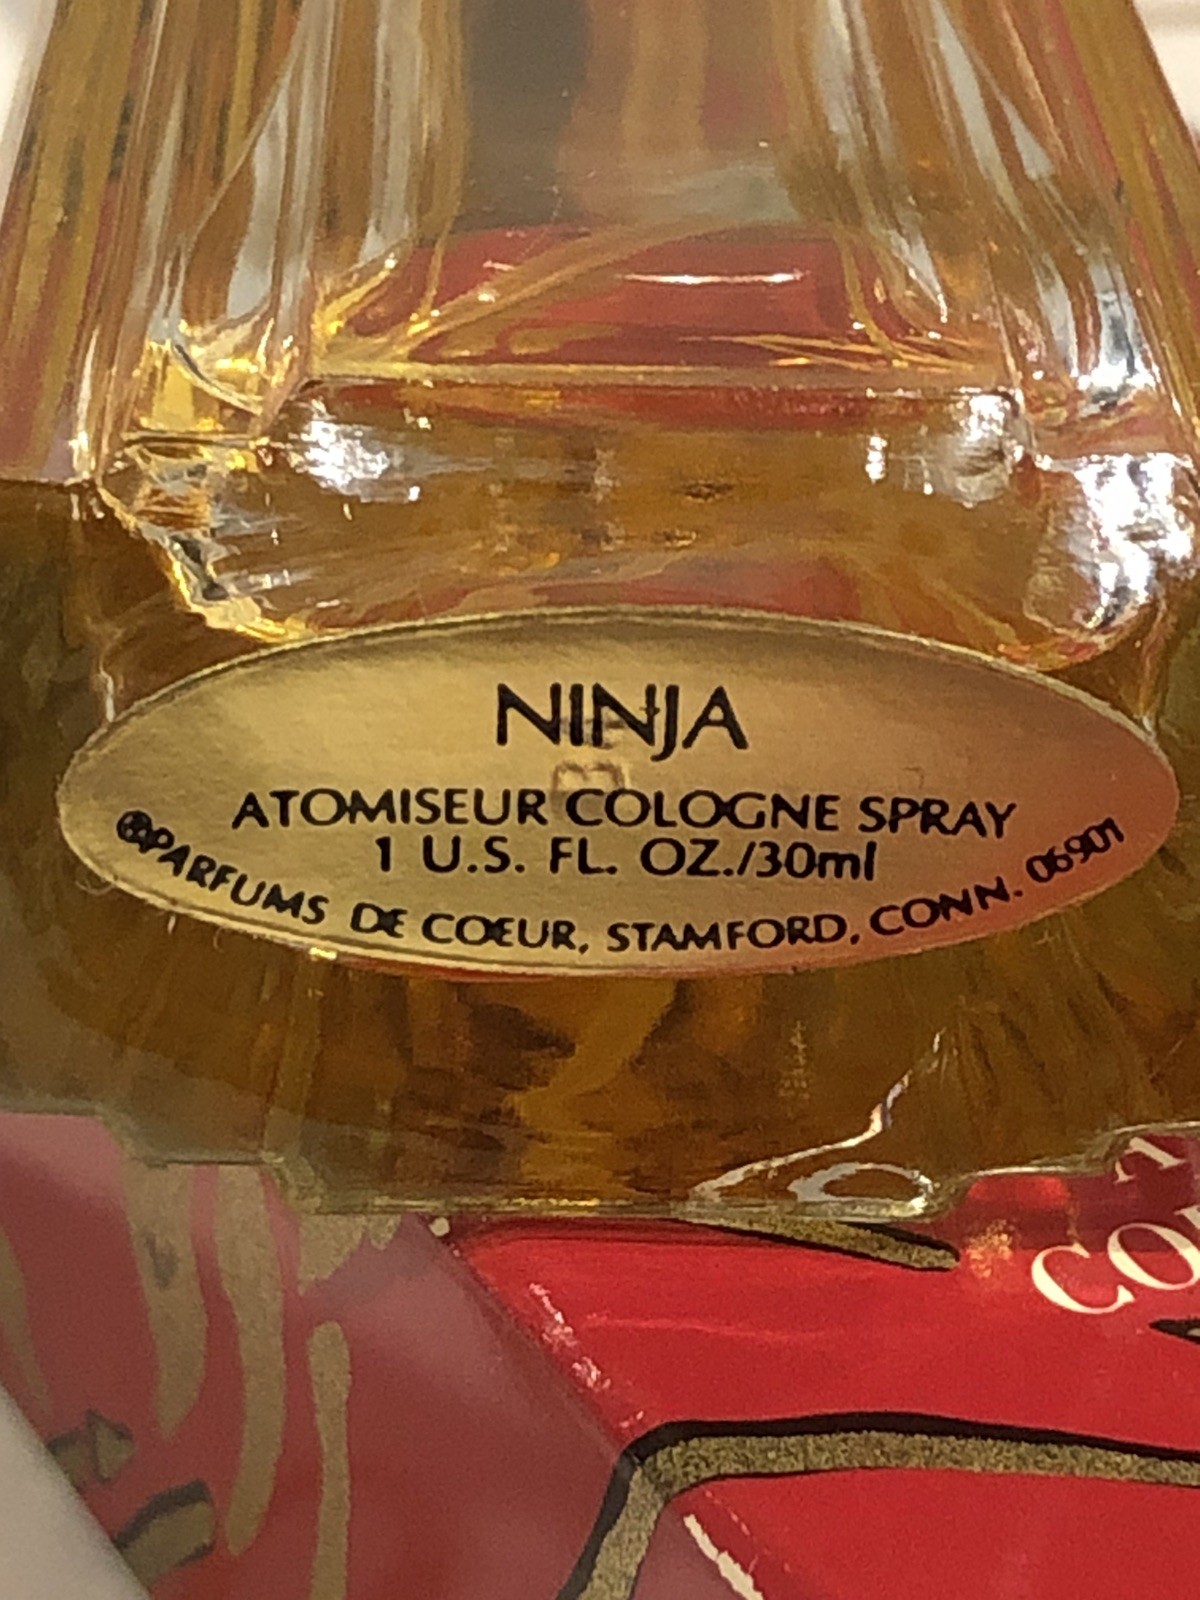 NINJA
ATOMISEUR COLOGNE SPRAY
1 U.S. FL. OZ./30ml
PARFUMS DE COEUR, STAMFORD, CONN. 06901